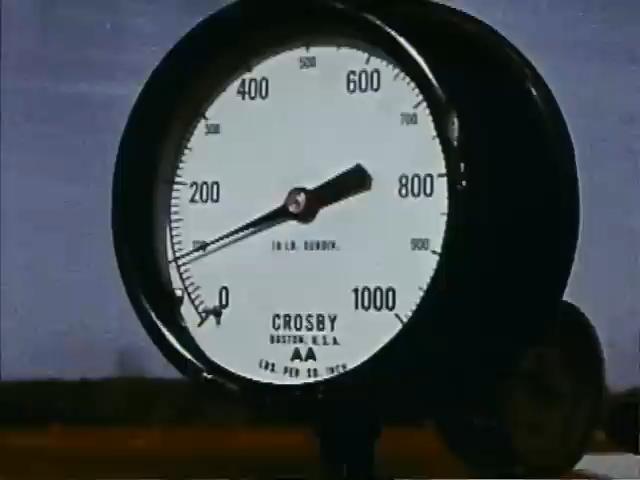 500
400
600
300
700
200
800
100
10 LB. SUBDIV.
900
0
1000
CROSBY
BOSTON, U.S.A.
AA
LBS. PER SQ. INCH